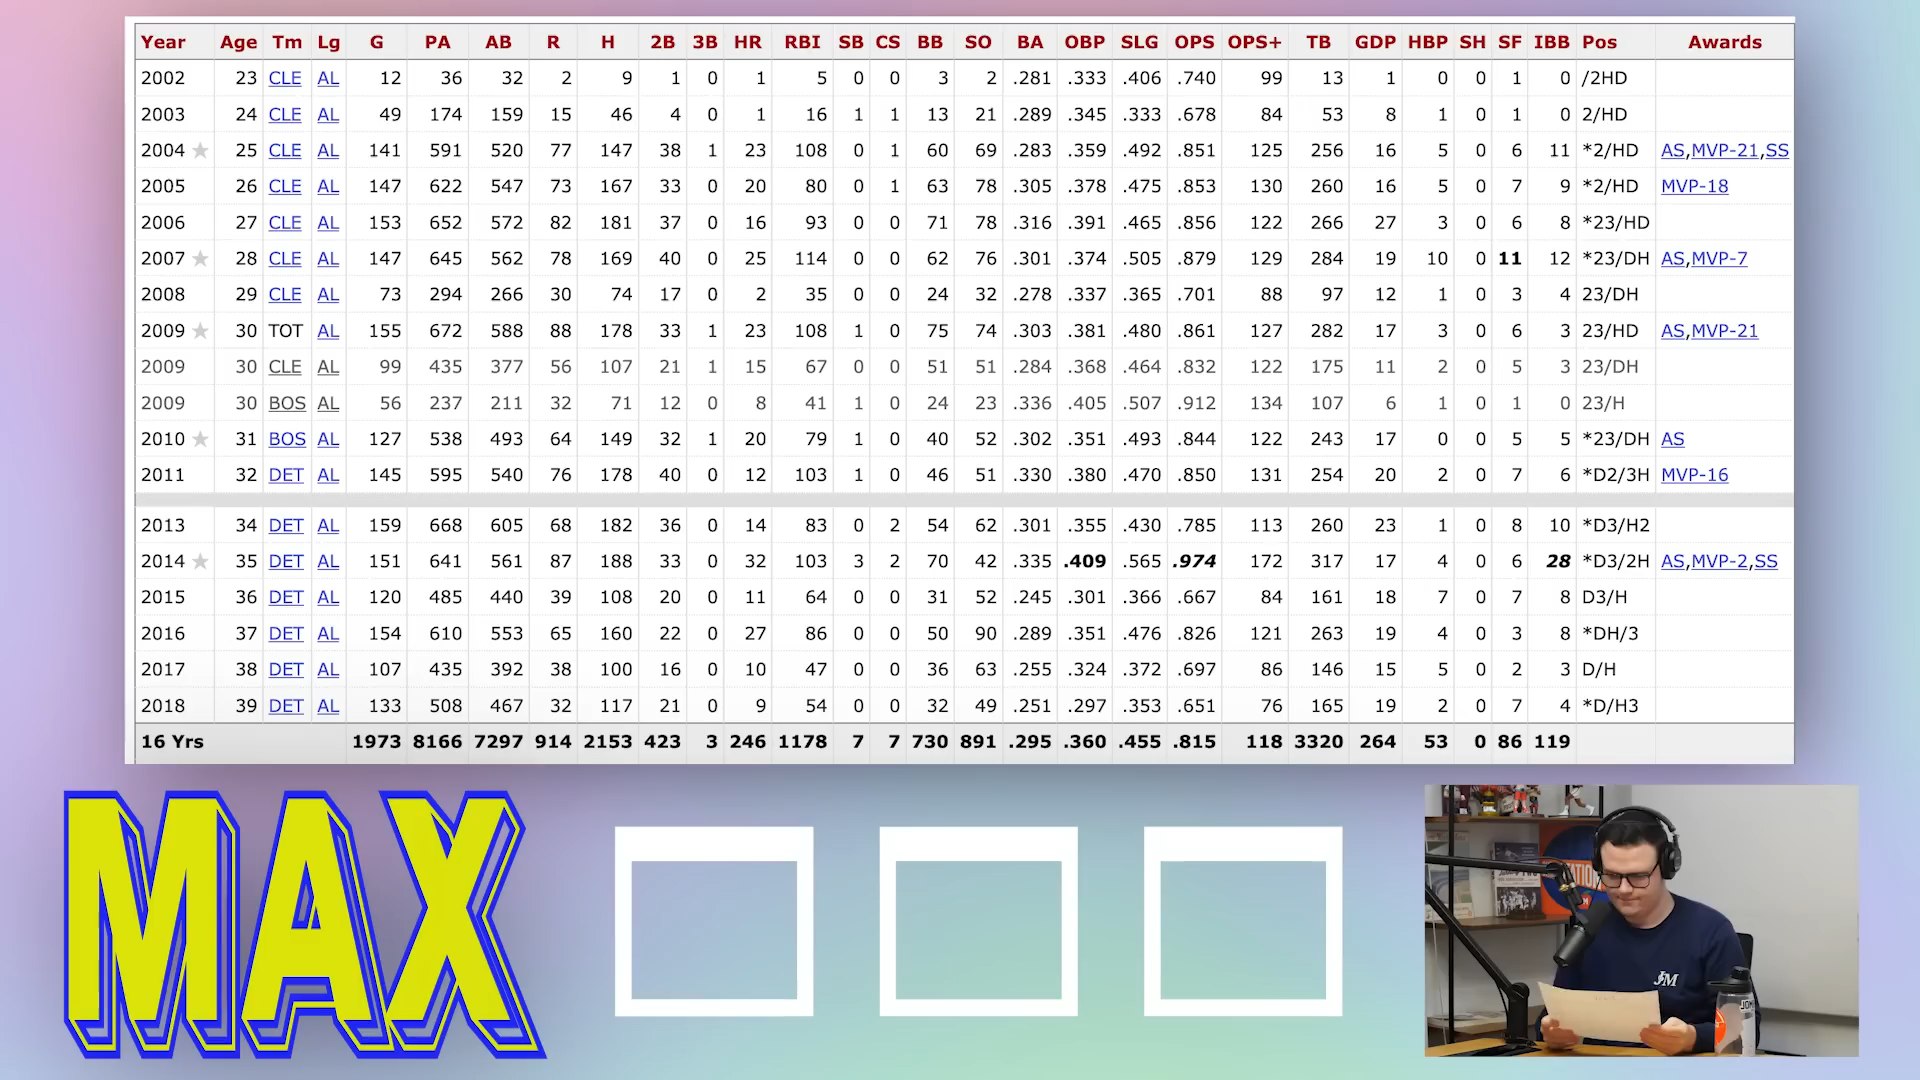 Year Age Tm Lg G PA AB R H 2B 3B HR RBI SB CS BB SO BA OBP SLG OPS OPS+ TB GDP HBP SH SF IBB Pos Awards
2002 23 CLE AL 12 36 32 2 9 1 0 1 5 0 0 3 2 .281 .333 .406 .740 99 13 1 0 0 1 0 /2HD
2003 24 CLE AL 49 174 159 15 46 4 0 1 16 1 1 13 21 .289 .345 .333 .678 84 53 8 1 0 1 0 2/HD
2004 ★ 25 CLE AL 141 591 520 77 147 38 1 23 108 0 1 60 69 .283 .359 .492 .851 125 256 16 5 0 6 11 *2/HD AS,MVP-21,SS
2005 26 CLE AL 147 622 547 73 167 33 0 20 80 0 1 63 78 .305 .378 .475 .853 130 260 16 5 0 7 9 *2/HD MVP-18
2006 27 CLE AL 153 652 572 82 181 37 0 16 93 0 0 71 78 .316 .391 .465 .856 122 266 27 3 0 6 8 *23/HD
2007 ★ 28 CLE AL 147 645 562 78 169 40 0 25 114 0 0 62 76 .301 .374 .505 .879 129 284 19 10 0 11 12 *23/DH AS,MVP-7
2008 29 CLE AL 73 294 266 30 74 17 0 2 35 0 0 24 32 .278 .337 .365 .701 88 97 12 1 0 3 4 23/DH
2009 ★ 30 TOT AL 155 672 588 88 178 33 1 23 108 1 0 75 74 .303 .381 .480 .861 127 282 17 3 0 6 3 23/HD AS,MVP-21
2009 30 CLE AL 99 435 377 56 107 21 1 15 67 0 0 51 51 .284 .368 .464 .832 122 175 11 2 0 5 3 23/DH
2009 30 BOS AL 56 237 211 32 71 12 0 8 41 1 0 24 23 .336 .405 .507 .912 134 107 6 1 0 1 0 23/H
2010 ★ 31 BOS AL 127 538 493 64 149 32 1 20 79 1 0 40 52 .302 .351 .493 .844 122 243 17 0 0 5 5 *23/DH AS
2011 32 DET AL 145 595 540 76 178 40 0 12 103 1 0 46 51 .330 .380 .470 .850 131 254 20 2 0 7 6 *D2/3H MVP-16
2013 34 DET AL 159 668 605 68 182 36 0 14 83 0 2 54 62 .301 .355 .430 .785 113 260 23 1 0 8 10 *D3/H2
2014 ★ 35 DET AL 151 641 561 87 188 33 0 32 103 3 2 70 42 .335 .409 .565 .974 172 317 17 4 0 6 28 *D3/2H AS,MVP-2,SS
2015 36 DET AL 120 485 440 39 108 20 0 11 64 0 0 31 52 .245 .301 .366 .667 84 161 18 7 0 7 8 D3/H
2016 37 DET AL 154 610 553 65 160 22 0 27 86 0 0 50 90 .289 .351 .476 .826 121 263 19 4 0 3 8 *DH/3
2017 38 DET AL 107 435 392 38 100 16 0 10 47 0 0 36 63 .255 .324 .372 .697 86 146 15 5 0 2 3 D/H
2018 39 DET AL 133 508 467 32 117 21 0 9 54 0 0 32 49 .251 .297 .353 .651 76 165 19 2 0 7 4 *D/H3
16 Yrs 1973 8166 7297 914 2153 423 3 246 1178 7 7 730 891 .295 .360 .455 .815 118 3320 264 53 0 86 119
MAX
JM